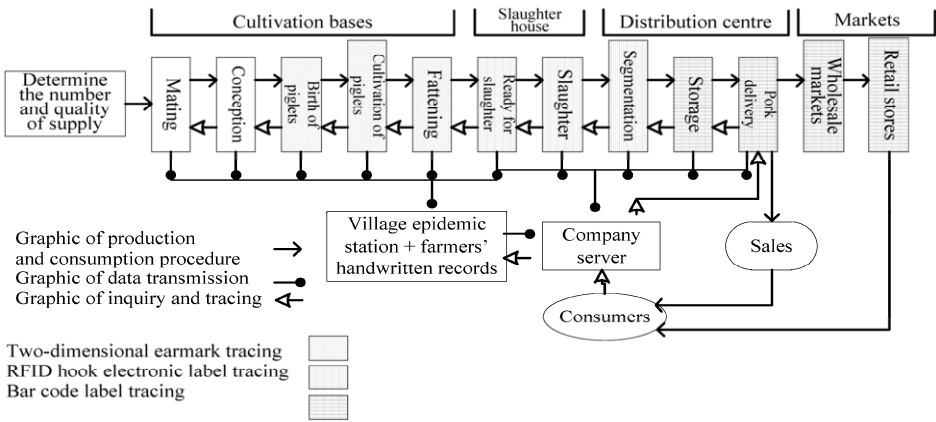 Cultivation bases
Slaughter
house
Distribution centre
Markets
Determine
the number
and quality
of supply
Mating
Conception
Birth of
piglets
Cultivation of
piglets
Fattening
Ready for
slaughter
Slaughter
Segmentation
Storage
Pork
delivery
Wholesale
markets
Retail stores
Village epidemic
station + farmers'
handwritten records
Company
server
Sales
Consumers
Graphic of production
and consumption procedure
Graphic of data transmission
Graphic of inquiry and tracing
Two-dimensional earmark tracing
RFID hook electronic label tracing
Bar code label tracing